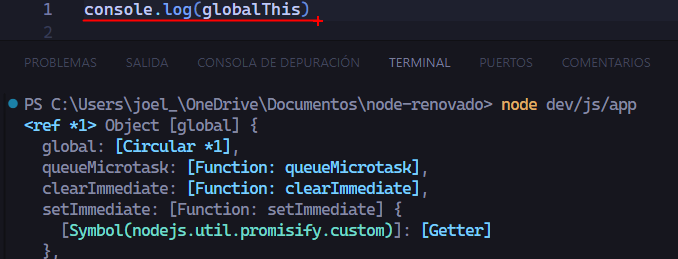 1 console.log(globalThis)
2
PROBLEMAS SALIDA CONSOLA DE DEPURACIÓN TERMINAL PUERTOS COMENTARIOS
PS C:\Users\joel_\OneDrive\Documentos\node-renovado> node dev/js/app
<ref *1> Object [global] {
  global: [Circular *1],
  queueMicrotask: [Function: queueMicrotask],
  clearImmediate: [Function: clearImmediate],
  setImmediate: [Function: setImmediate] {
    [Symbol(nodejs.util.promisify.custom)]: [Getter]
  },